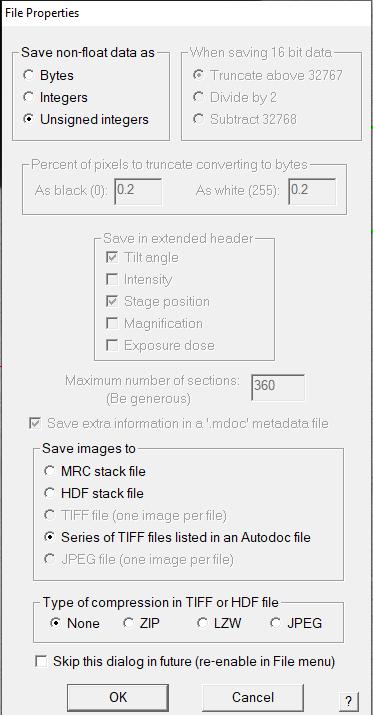 File Properties
Save non-float data as
Bytes
Integers
Unsigned integers
When saving 16 bit data
Truncate above 32767
Divide by 2
Subtract 32768
Percent of pixels to truncate converting to bytes
As black (0): 0.2 As white (255): 0.2
Save in extended header
Tilt angle
Intensity
Stage position
Magnification
Exposure dose
Maximum number of sections: 360
(Be generous)
Save extra information in a '.mdoc' metadata file
Save images to
MRC stack file
HDF stack file
TIFF file (one image per file)
Series of TIFF files listed in an Autodoc file
JPEG file (one image per file)
Type of compression in TIFF or HDF file
None ZIP LZW JPEG
Skip this dialog in future (re-enable in File menu)
OK Cancel ?